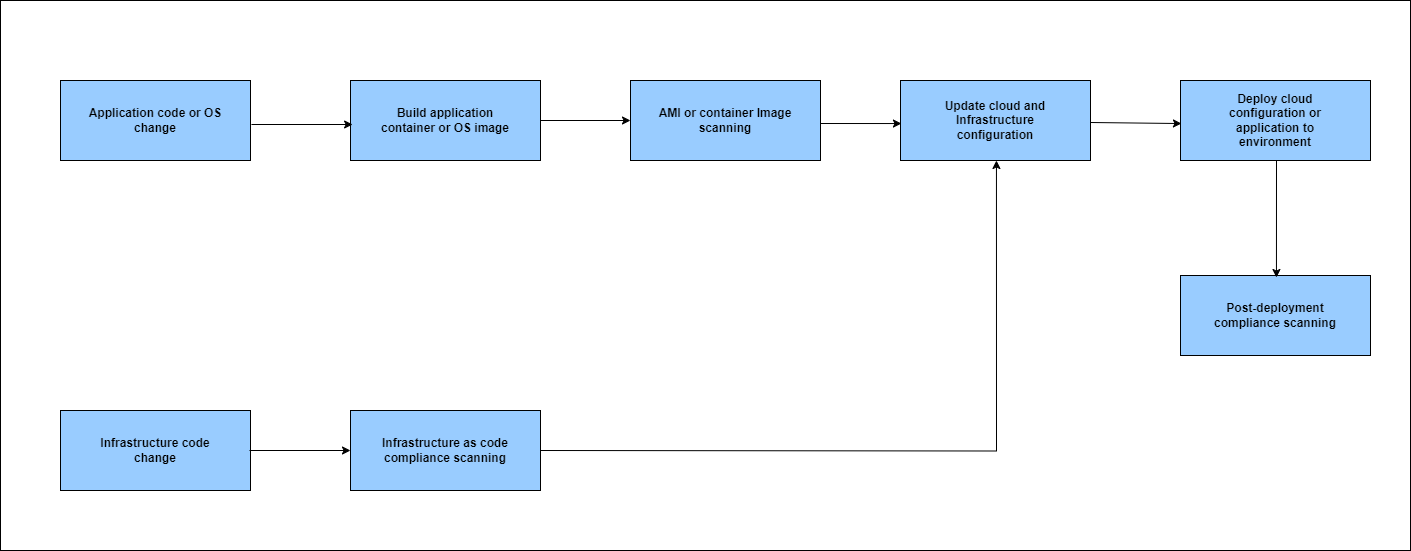 Application code or OS
change
Build application
container or OS image
AMI or container Image
scanning
Update cloud and
Infrastructure
configuration
Deploy cloud
configuration or
application to
environment
Post-deployment
compliance scanning
Infrastructure code
change
Infrastructure as code
compliance scanning